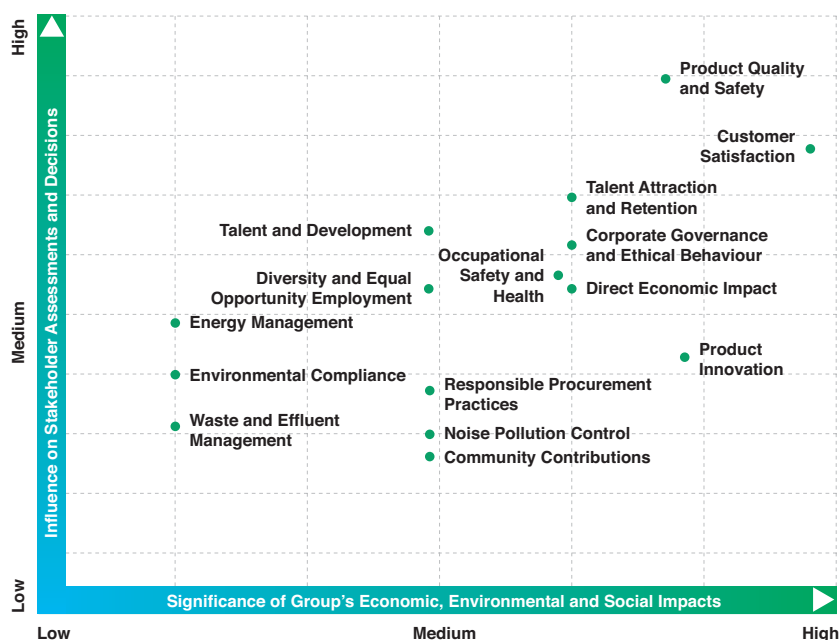 High
Product Quality
and Safety
Customer
Satisfaction
Talent Attraction
and Retention
Talent and Development
Corporate Governance
and Ethical Behaviour
Occupational
Safety and
Health
Diversity and Equal
Opportunity Employment
Direct Economic Impact
Energy Management
Medium
Product
Innovation
Environmental Compliance
Responsible Procurement
Practices
Waste and Effluent
Management
Noise Pollution Control
Community Contributions
Influence on Stakeholder Assessments and Decisions
Low
Significance of Group's Economic, Environmental and Social Impacts
Low
Medium
High